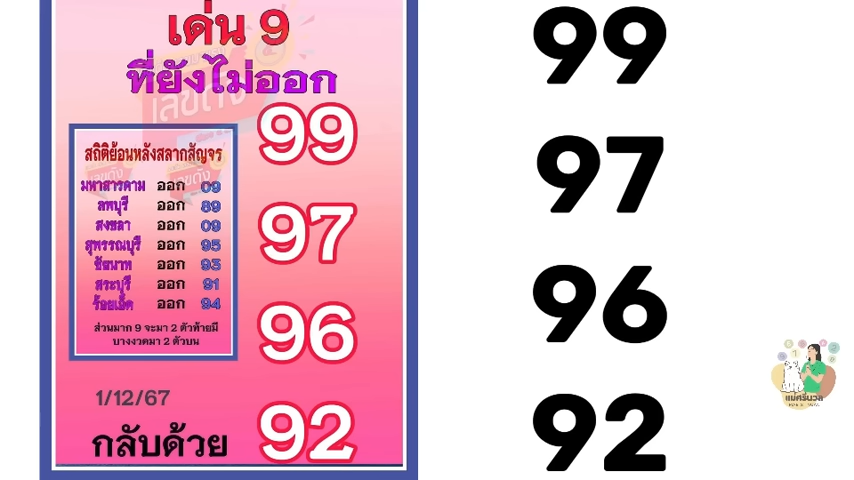 เด่น 9
ที่ยังไม่ออก
สถิติย้อนหลังสลากสัญจร
มหาสารคาม ออก 09
ลพบุรี ออก 89
สงขลา ออก 09
สุพรรณบุรี ออก 95
ชัยนาท ออก 93
สระบุรี ออก 91
ร้อยเอ็ด ออก 94
ส่วนมาก 9 จะมา 2 ตัวท้ายมี
บางงวดมา 2 ตัวบน
99
97
96
92
1/12/67
กลับด้วย
99
97
96
92
แม่ศรีนวล